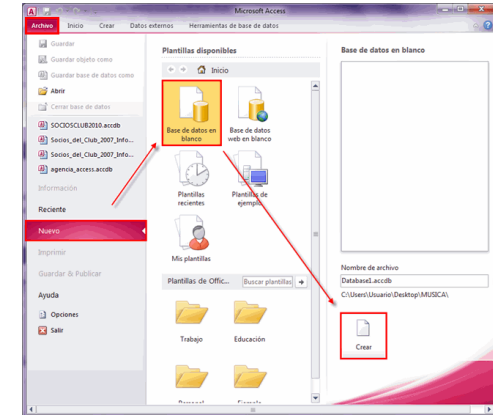 Microsoft Access
Archivo
Inicio
Crear
Datos externos
Herramientas de base de datos
Guardar
Guardar objeto como
Guardar base de datos como
Abrir
Cerrar base de datos
SOCIOSCLUB2010.accdb
Socios_del_Club_2007_Info...
Socios_del_Club_2007_Info...
agencia_access.accdb
Información
Reciente
Nuevo
Imprimir
Guardar & Publicar
Ayuda
Opciones
Salir
Plantillas disponibles
Inicio
Base de datos en
blanco
Base de datos
web en blanco
Plantillas
recientes
Plantillas de
ejemplo
Mis plantillas
Plantillas de Offic...
Buscar plantillas
Trabajo
Educación
Personal
Ejemplo
Base de datos en blanco
Nombre de archivo
Database1.accdb
C:\Users\Usuario\Desktop\MUSICA\
Crear